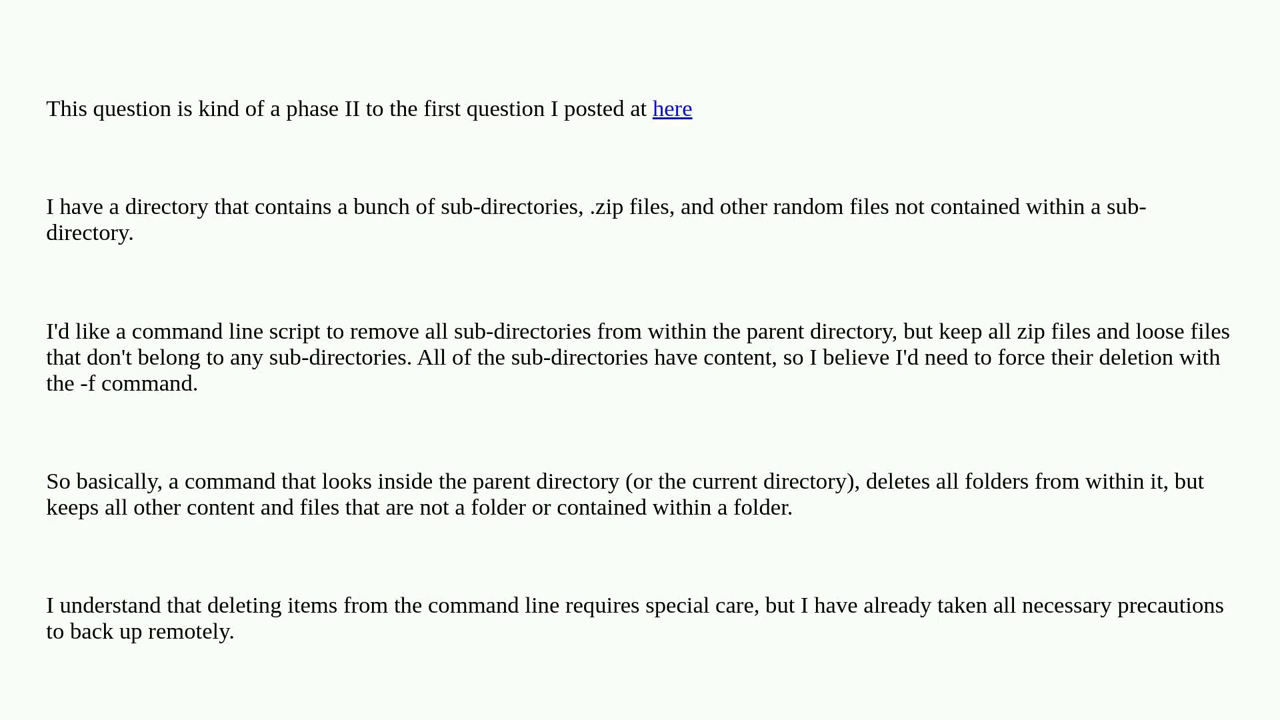 This question is kind of a phase II to the first question I posted at here
I have a directory that contains a bunch of sub-directories, .zip files, and other random files not contained within a sub-
directory.
I'd like a command line script to remove all sub-directories from within the parent directory, but keep all zip files and loose files
that don't belong to any sub-directories. All of the sub-directories have content, so I believe I'd need to force their deletion with
the -f command.
So basically, a command that looks inside the parent directory (or the current directory), deletes all folders from within it, but
keeps all other content and files that are not a folder or contained within a folder.
I understand that deleting items from the command line requires special care, but I have already taken all necessary precautions
to back up remotely.